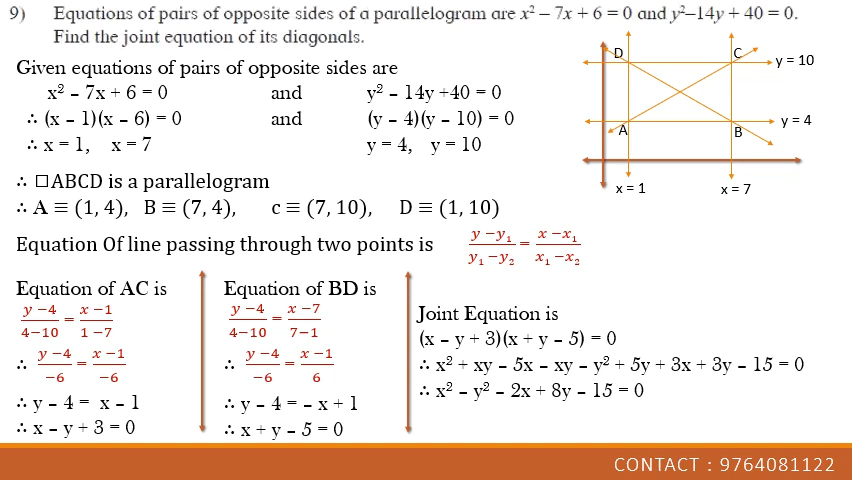 9) Equations of pairs of opposite sides of a parallelogram are x² – 7x + 6 = 0 and y²–14y + 40 = 0.
Find the joint equation of its diagonals.
Given equations of pairs of opposite sides are
x² – 7x + 6 = 0 and y² – 14y +40 = 0
∴ (x – 1)(x – 6) = 0 and (y – 4)(y – 10) = 0
∴ x = 1, x = 7 y = 4, y = 10
D C y = 10
A B y = 4
x = 1 x = 7
∴ □ABCD is a parallelogram
∴ A ≡ (1, 4), B ≡ (7, 4), c ≡ (7, 10), D ≡ (1, 10)
Equation Of line passing through two points is (y –y₁)/(y₁ –y₂) = (x –x₁)/(x₁ –x₂)
Equation of AC is
(y –4)/(4–10) = (x –1)/(1 –7)
∴ (y –4)/(–6) = (x –1)/(–6)
∴ y – 4 = x – 1
∴ x – y + 3 = 0
Equation of BD is
(y –4)/(4–10) = (x –7)/(7–1)
∴ (y –4)/(–6) = (x –1)/6
∴ y – 4 = – x + 1
∴ x + y – 5 = 0
Joint Equation is
(x – y + 3)(x + y – 5) = 0
∴ x² + xy – 5x – xy – y² + 5y + 3x + 3y – 15 = 0
∴ x² – y² – 2x + 8y – 15 = 0
CONTACT : 9764081122